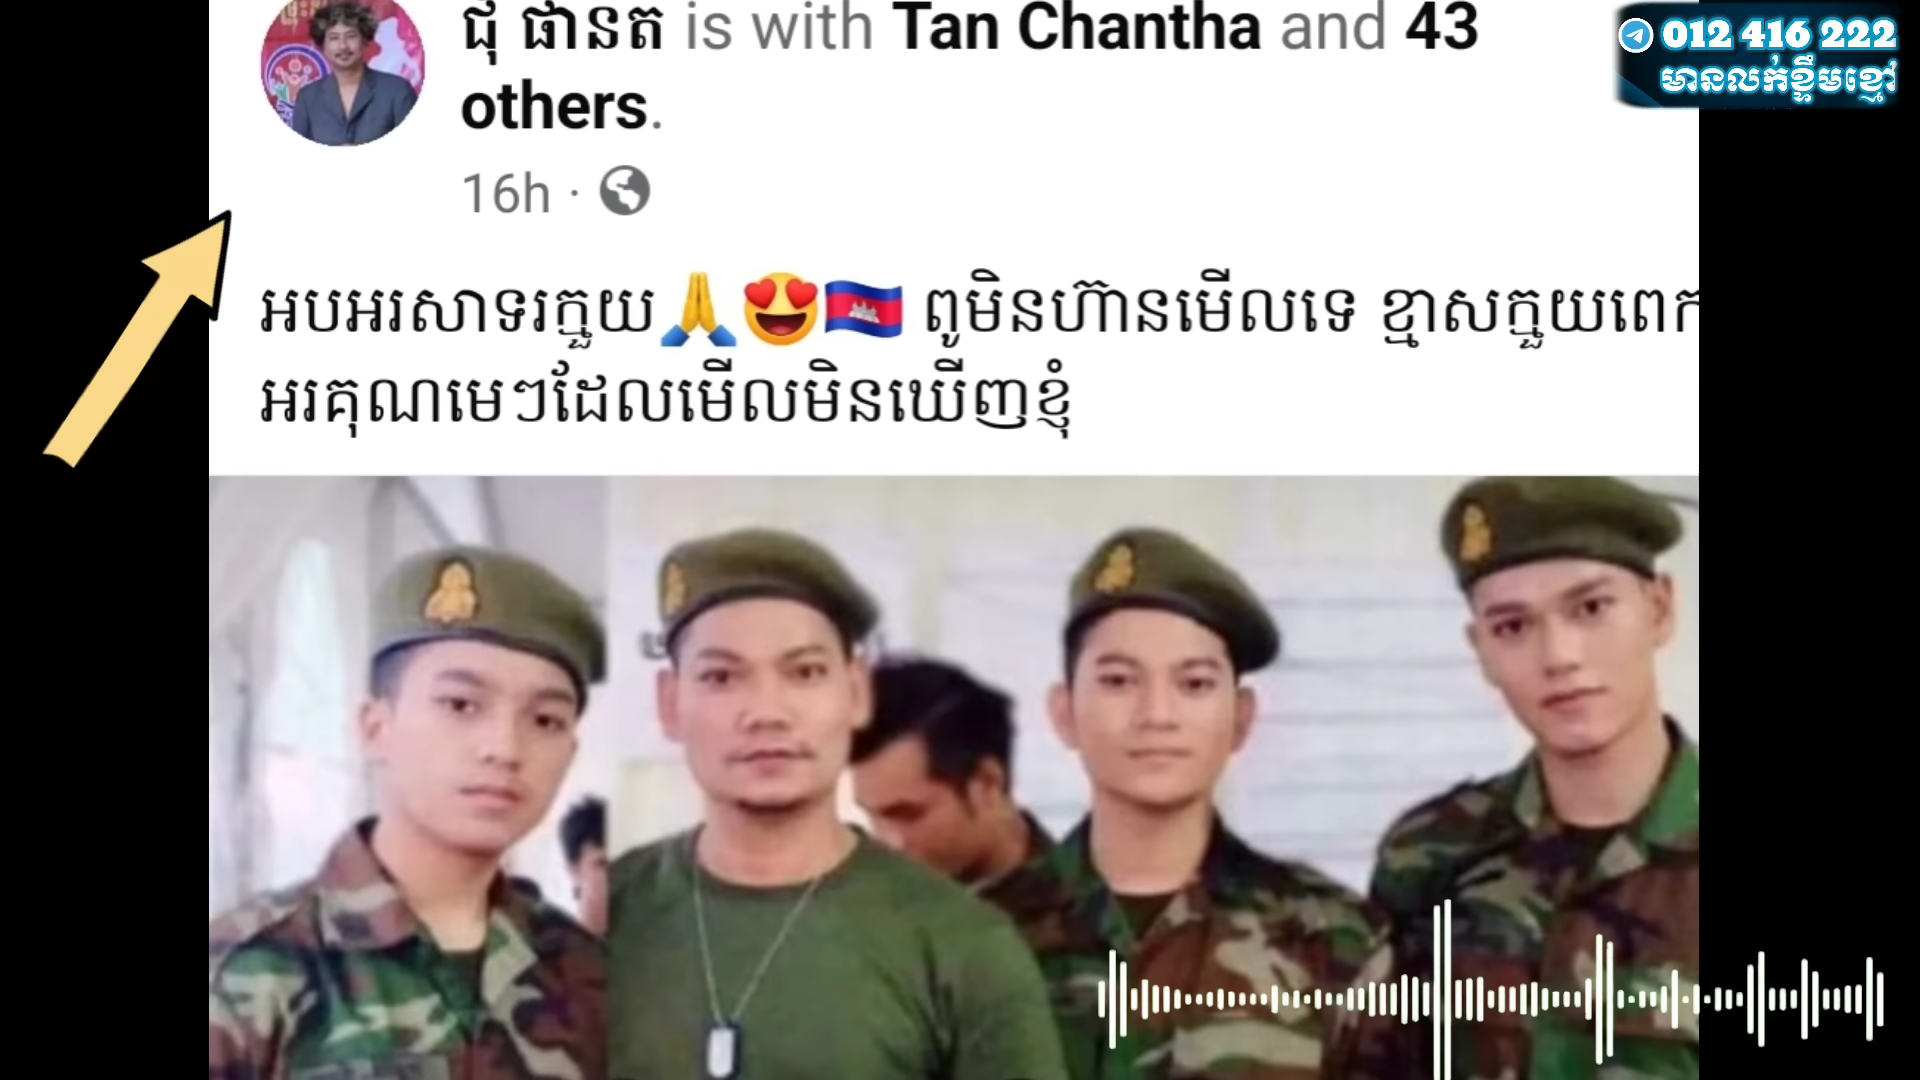 ជុំ ផានត is with Tan Chantha and 43
others.
16h ·
អបអរសាទរក្មួយ🙏😍🇰🇭 ពូមិនហ៊ានមើលទេ ខ្មាសក្មួយពេក
អរគុណមេៗដែលមើលមិនឃើញខ្ញុំ
012 416 222
មានលក់ខ្ទឹមខ្មៅ